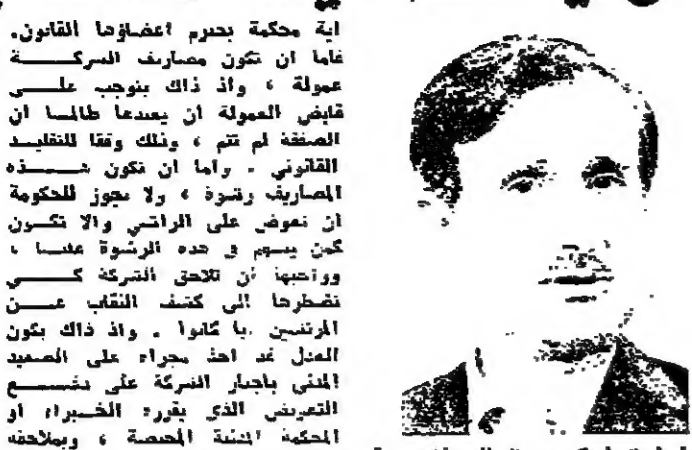 اية محكمة يحترم اعضاؤها القانون.
فاما ان تكون مصاريف الشركة
عمولة ، واذ ذاك يتوجب على
قابض العمولة ان يعيدها طالما ان
الصفقة لم تتم ، وذلك وفقا للتقليد
القانوني . واما ان تكون هذه
المصاريف رشوة ، ولا يجوز للحكومة
ان تعوض على الراشي والا تكون
كمن يسهم في هذه الرشوة علنا ،
وواجبها ان تلاحق الشركة كي
تضطرها الى كشف النقاب عن
المرتشين .. كانوا . واذ ذاك يكون
العدل قد اخذ مجراه على الصعيد
المدني باجبار الشركة على
التعويض الذي يقرره الخبراء او
المحكمة المدنية المختصة ، وبملاحقة